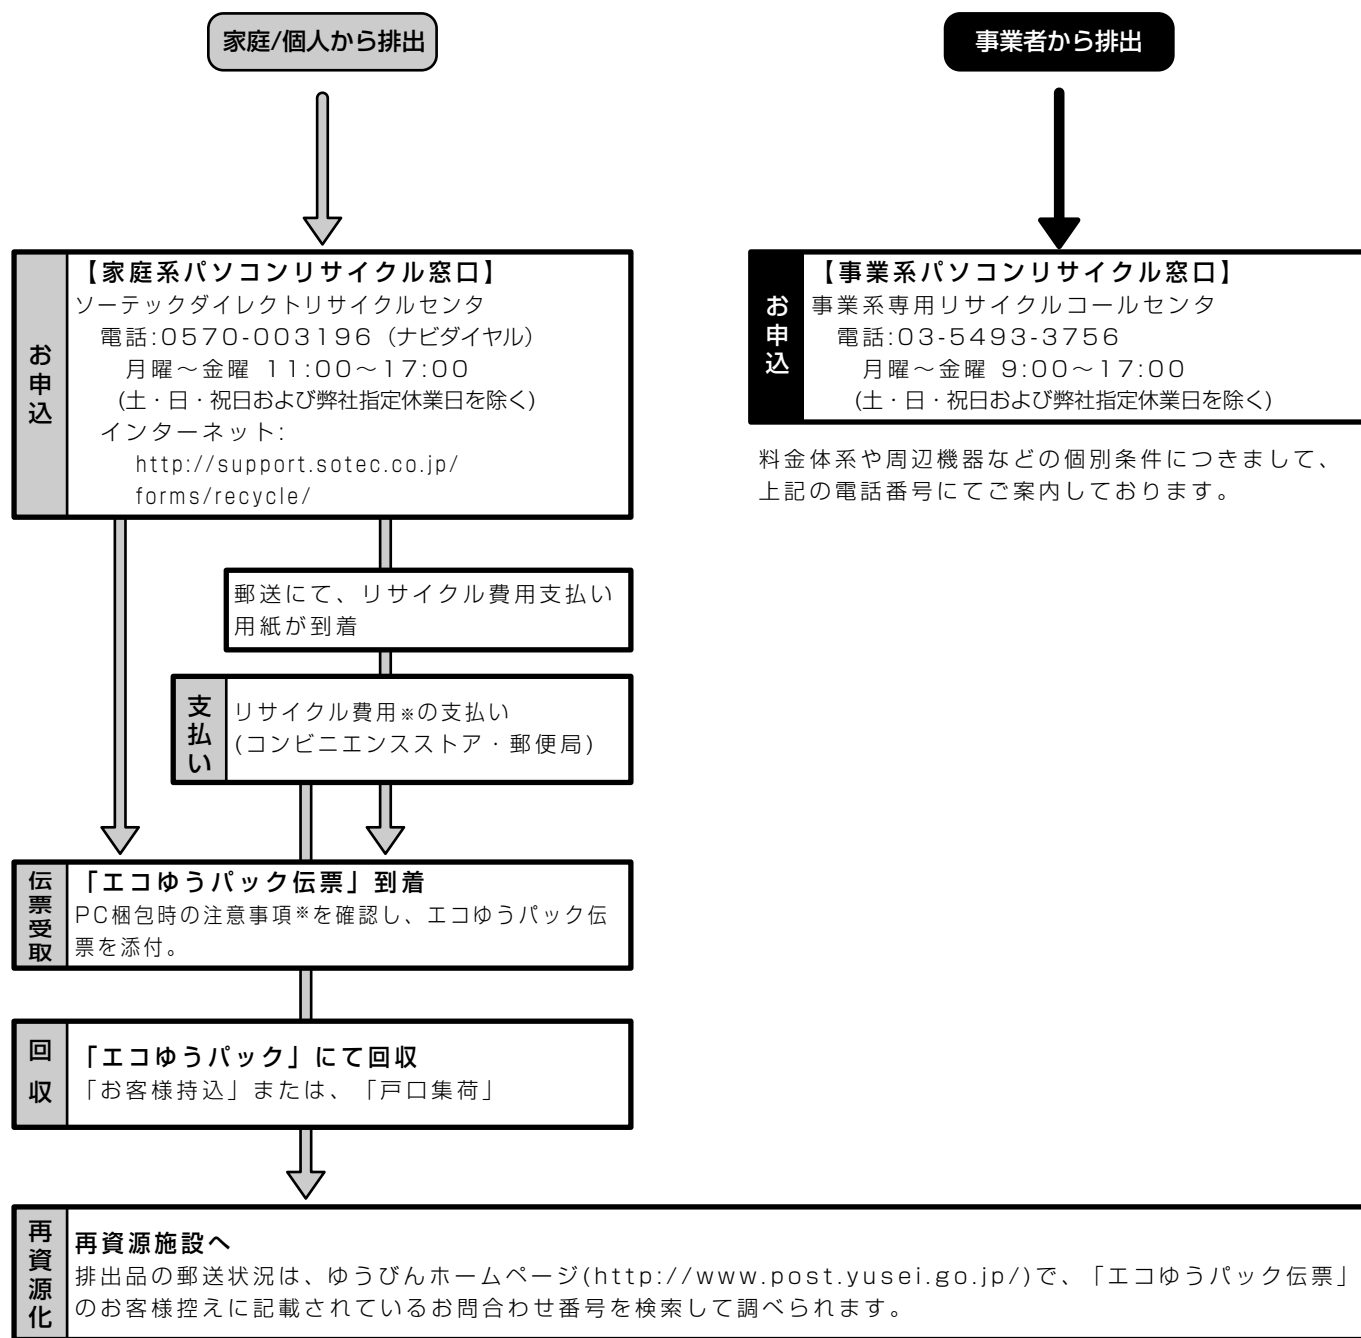 家庭/個人から排出
事業者から排出
お申込
【家庭系パソコンリサイクル窓口】
ソーテックダイレクトリサイクルセンタ
電話:0570-003196（ナビダイヤル）
月曜～金曜 11:00～17:00
(土・日・祝日および弊社指定休業日を除く)
インターネット:
http://support.sotec.co.jp/
forms/recycle/
お申込
【事業系パソコンリサイクル窓口】
事業系専用リサイクルコールセンタ
電話:03-5493-3756
月曜～金曜 9:00～17:00
(土・日・祝日および弊社指定休業日を除く)
料金体系や周辺機器などの個別条件につきまして、
上記の電話番号にてご案内しております。
郵送にて、リサイクル費用支払い
用紙が到着
支払い
リサイクル費用※の支払い
(コンビニエンスストア・郵便局)
伝票受取
「エコゆうパック伝票」到着
PC梱包時の注意事項※を確認し、エコゆうパック伝
票を添付。
回収
「エコゆうパック」にて回収
「お客様持込」または、「戸口集荷」
再資源化
再資源施設へ
排出品の郵送状況は、ゆうびんホームページ(http://www.post.yusei.go.jp/)で、「エコゆうパック伝票」
のお客様控えに記載されているお問合わせ番号を検索して調べられます。